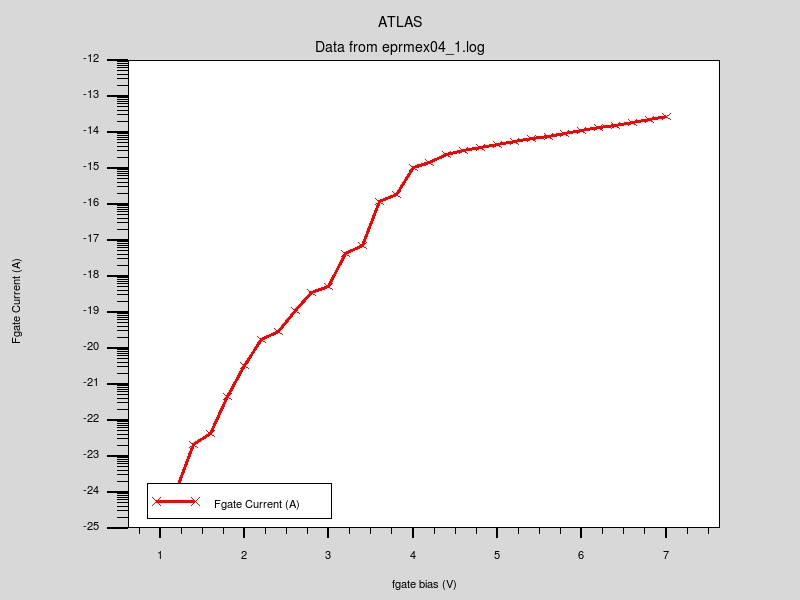 ATLAS
Data from eprmex04_1.log
-12
-13
-14
-15
-16
-17
-18
-19
-20
-21
-22
-23
-24
-25
Fgate Current (A)
Fgate Current (A)
1 2 3 4 5 6 7
fgate bias (V)